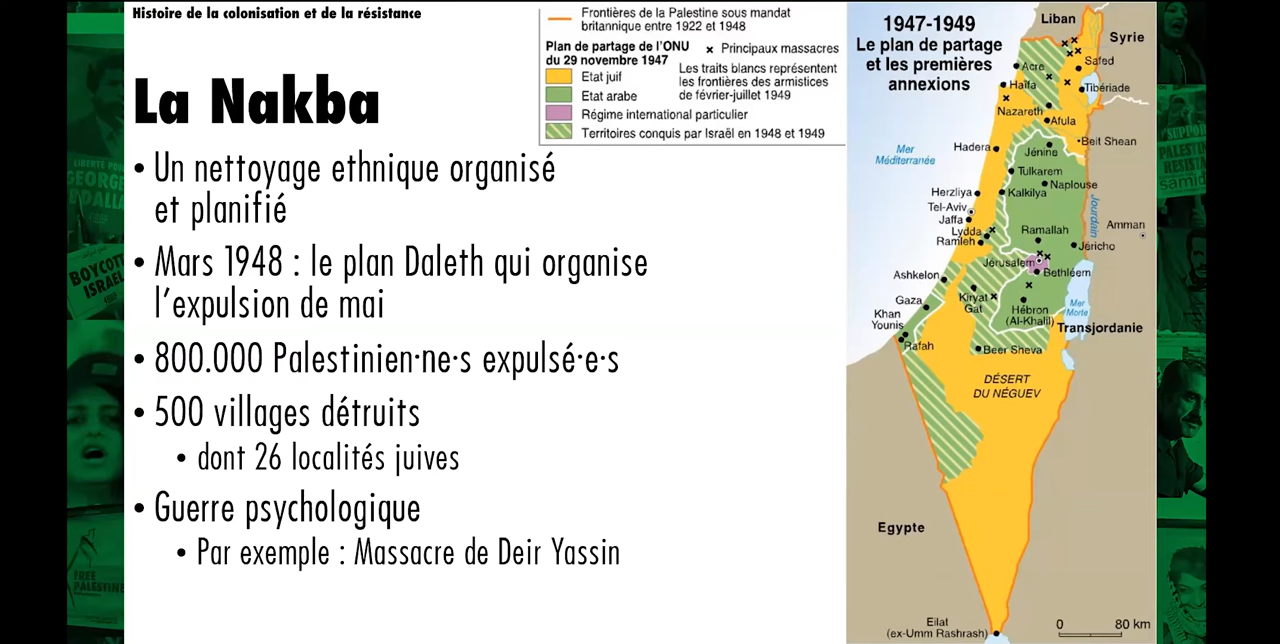 Histoire de la colonisation et de la résistance
La Nakba
• Un nettoyage ethnique organisé
et planifié
• Mars 1948 : le plan Daleth qui organise
l'expulsion de mai
• 800.000 Palestinien·ne·s expulsé·e·s
• 500 villages détruits
• dont 26 localités juives
• Guerre psychologique
• Par exemple : Massacre de Deir Yassin
Frontières de la Palestine sous mandat
britannique entre 1922 et 1948
Plan de partage de l'ONU
du 29 novembre 1947
Etat juif
Etat arabe
Régime international particulier
Territoires conquis par Israël en 1948 et 1949
× Principaux massacres
Les traits blancs représentent
les frontières des armistices
de février-juillet 1949
1947-1949
Le plan de partage
et les premières
annexions
Liban
Syrie
Safed
Acre
Haïfa
Tibériade
Nazareth
Afula
Beit Shean
Hadera
Jénine
Mer
Méditerranée
Tulkarem
Naplouse
Herzliya
Kalkilya
Tel-Aviv
Jaffa
Jourdain
Amman
Lydda
Ramallah
Ramleh
Jéricho
Jérusalem
Bethléem
Ashkelon
Gaza
Kiryat
Gat
Hébron
(Al-Khalil)
Mer
Morte
Khan
Younis
Transjordanie
Rafah
Beer Sheva
DÉSERT
DU NÉGUEV
Egypte
Eilat
(ex-Umm Rashrash)
0 80 km
BOYCOTT
ISRAËL
FREE
PALESTINE
SUPPORT
PALESTI
RESIST
samid
LIBERTÉ POU
GEORGE